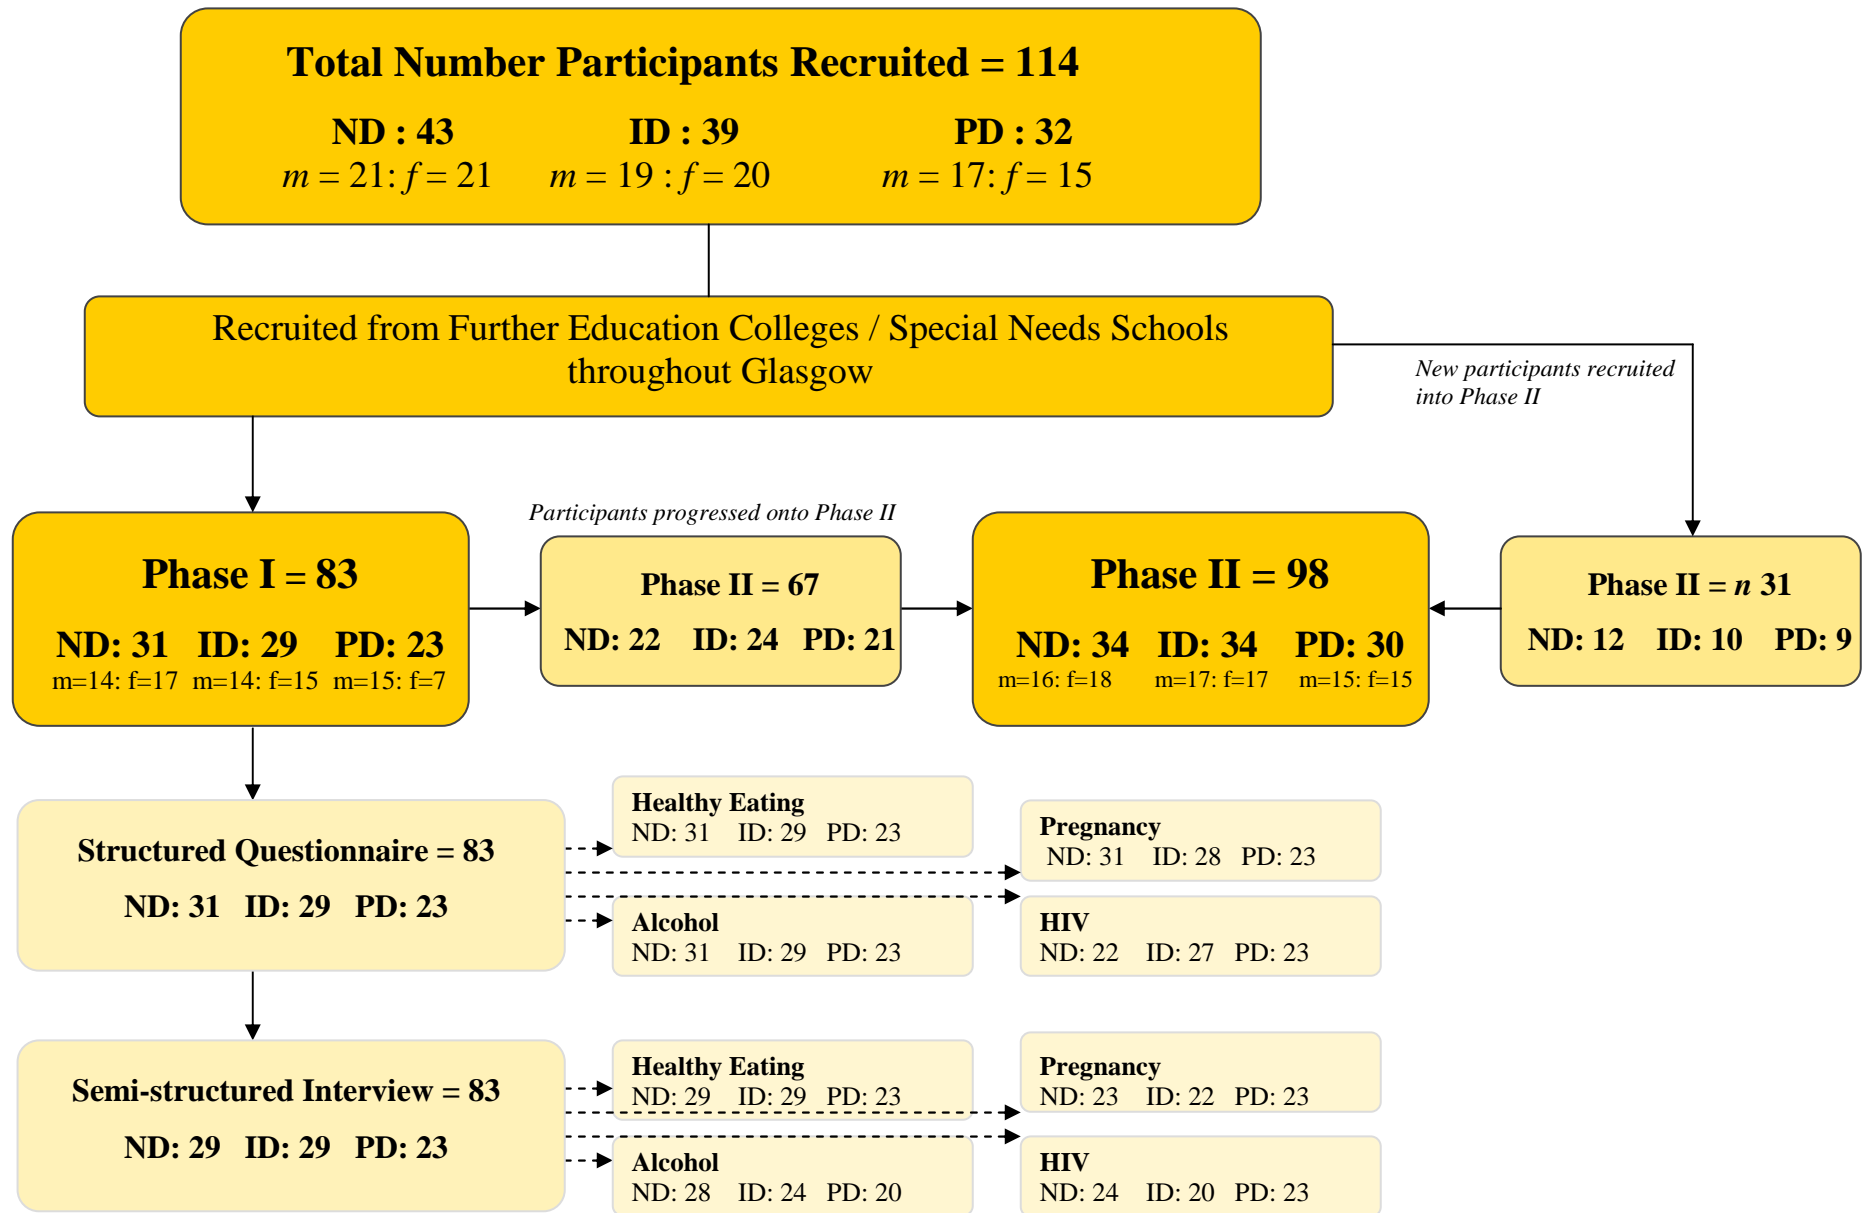 Total Number Participants Recruited = 114
ND : 43 ID : 39 PD : 32
m = 21: f = 21 m = 19 : f = 20 m = 17: f = 15
Recruited from Further Education Colleges / Special Needs Schools
throughout Glasgow
New participants recruited
into Phase II
Participants progressed onto Phase II
Phase I = 83
ND: 31 ID: 29 PD: 23
m=14: f=17 m=14: f=15 m=15: f=7
Phase II = 67
ND: 22 ID: 24 PD: 21
Phase II = 98
ND: 34 ID: 34 PD: 30
m=16: f=18 m=17: f=17 m=15: f=15
Phase II = n 31
ND: 12 ID: 10 PD: 9
Structured Questionnaire = 83
ND: 31 ID: 29 PD: 23
Healthy Eating
ND: 31 ID: 29 PD: 23
Pregnancy
ND: 31 ID: 28 PD: 23
Alcohol
ND: 31 ID: 29 PD: 23
HIV
ND: 22 ID: 27 PD: 23
Semi-structured Interview = 83
ND: 29 ID: 29 PD: 23
Healthy Eating
ND: 29 ID: 29 PD: 23
Pregnancy
ND: 23 ID: 22 PD: 23
Alcohol
ND: 28 ID: 24 PD: 20
HIV
ND: 24 ID: 20 PD: 23